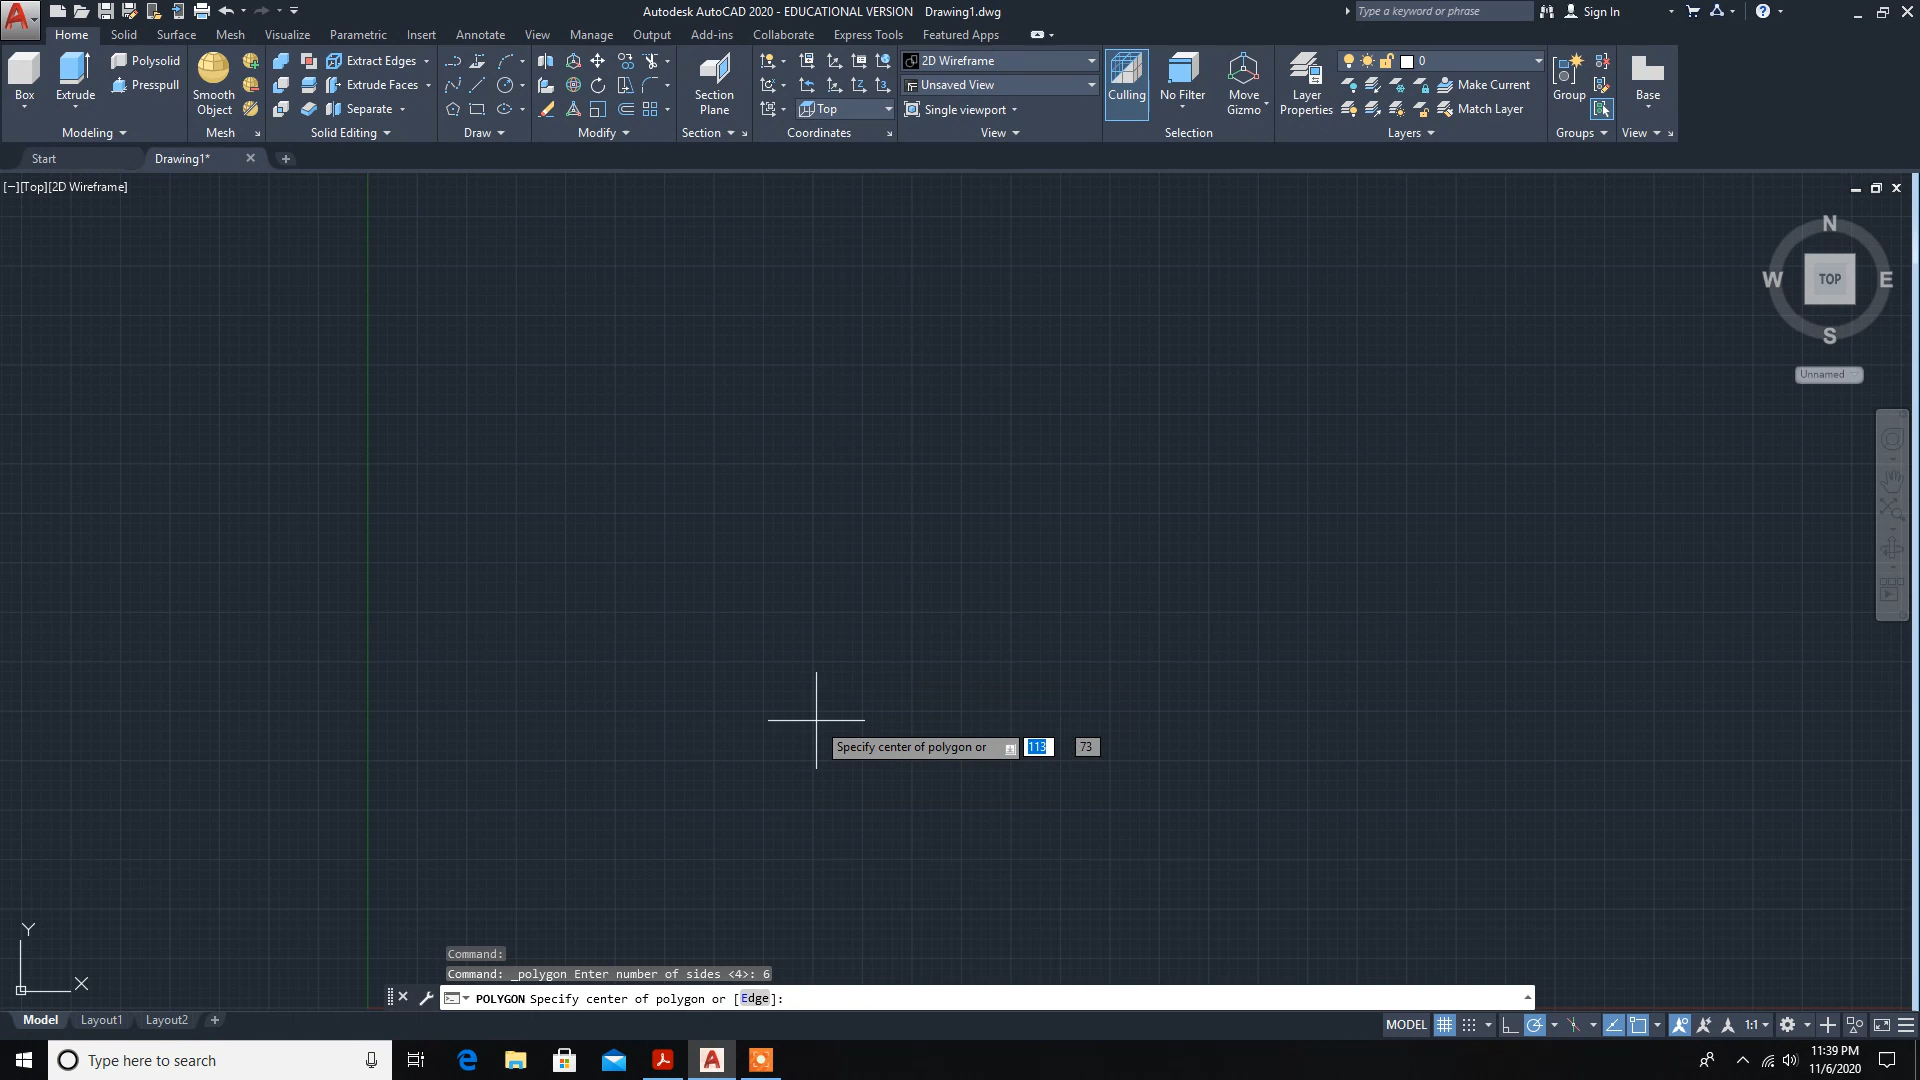 Autodesk AutoCAD 2020 - EDUCATIONAL VERSION Drawing1.dwg
Type a keyword or phrase
Sign In
Home Solid Surface Mesh Visualize Parametric Insert Annotate View Manage Output Add-ins Collaborate Express Tools Featured Apps
Box
Extrude
Polysolid
Presspull
Modeling
Smooth Object
Mesh
Extract Edges
Extrude Faces
Separate
Solid Editing
Draw
Modify
Section Plane
Section
Top
Coordinates
2D Wireframe
Unsaved View
Single viewport
View
Culling
No Filter
Move Gizmo
Selection
Layer Properties
0
Make Current
Match Layer
Layers
Group
Groups
Base
View
Start
Drawing1*
[−][Top][2D Wireframe]
N
W
TOP
E
S
Unnamed
Specify center of polygon or 113 73
Y
X
Command:
Command: _polygon Enter number of sides <4>: 6
POLYGON Specify center of polygon or [Edge]:
Model Layout1 Layout2
MODEL
1:1
Type here to search
11:39 PM
11/6/2020